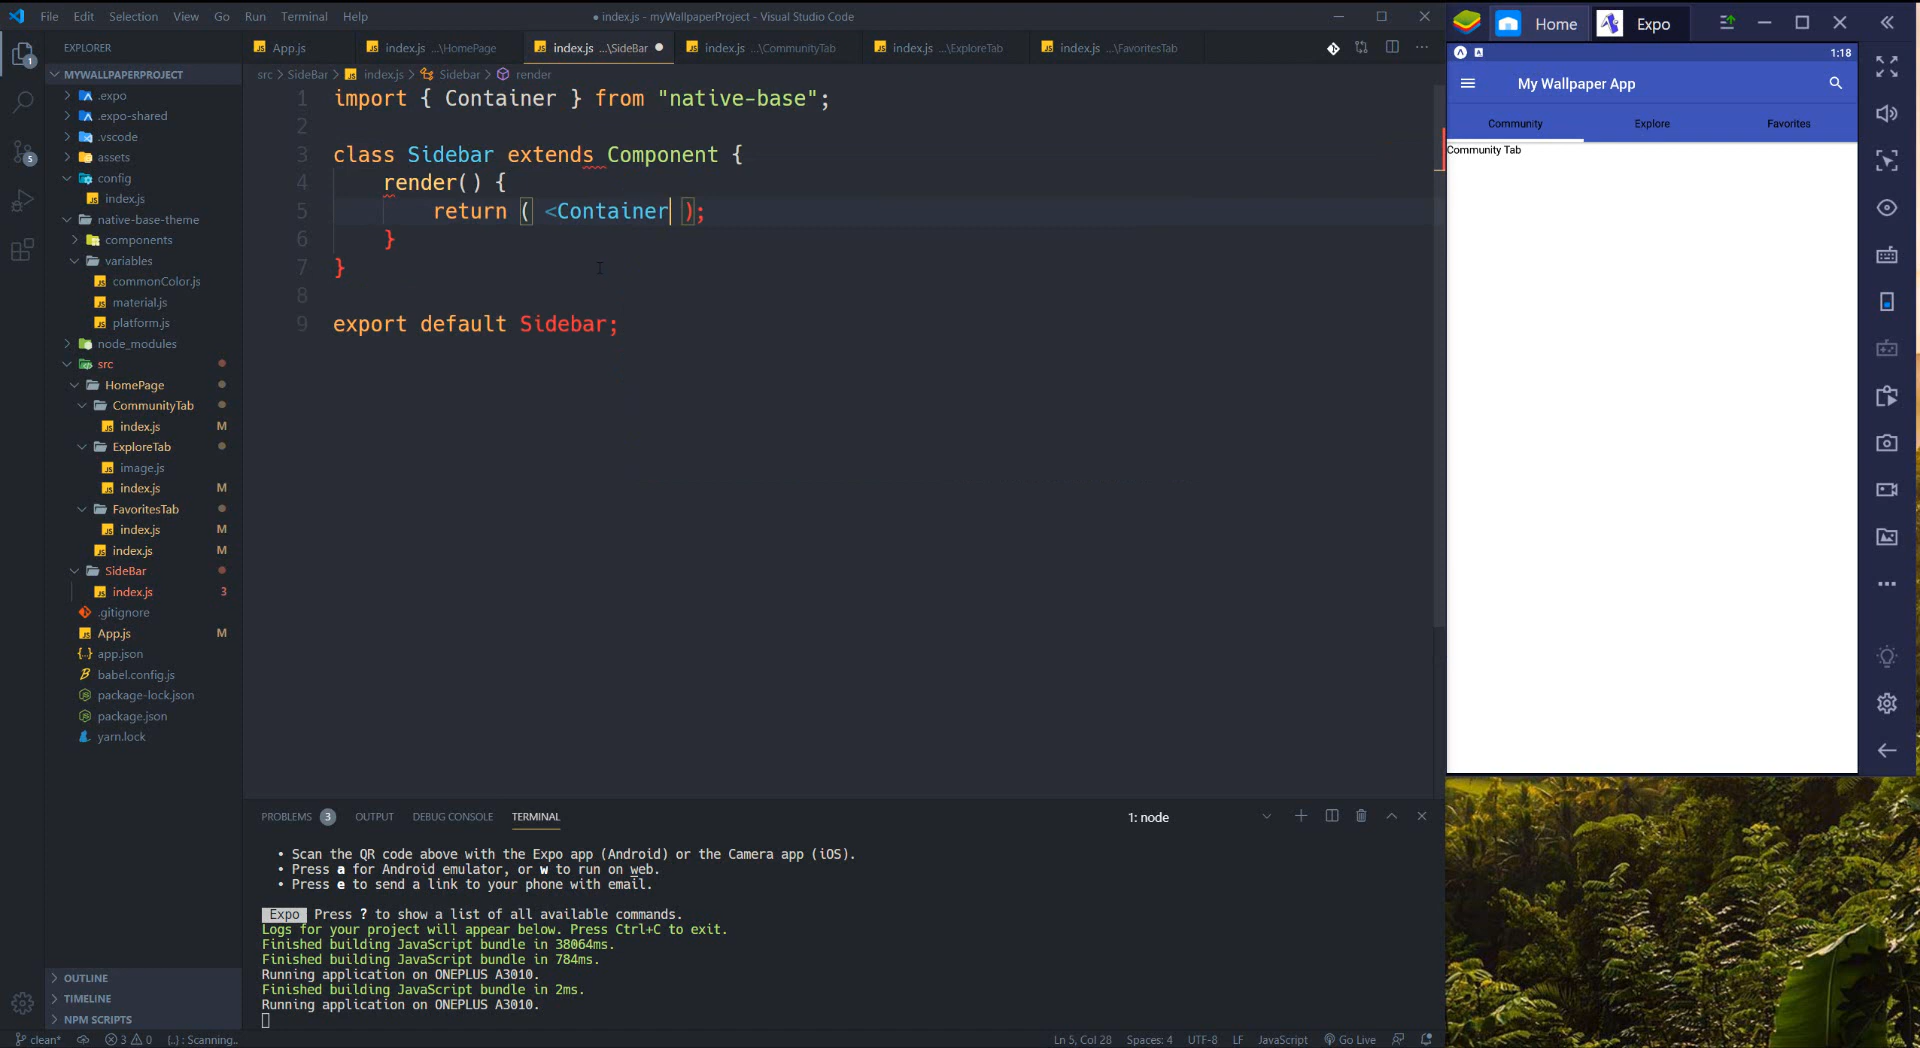 File Edit Selection View Go Run Terminal Help
● index.js - myWallpaperProject - Visual Studio Code
EXPLORER
MYWALLPAPERPROJECT
.expo
.expo-shared
.vscode
assets
config
index.js
native-base-theme
components
variables
commonColor.js
material.js
platform.js
node_modules
src
HomePage
CommunityTab
index.js M
ExploreTab
image.js
index.js M
FavoritesTab
index.js M
index.js M
SideBar
index.js 3
.gitignore
App.js M
app.json
babel.config.js
package-lock.json
package.json
yarn.lock
OUTLINE
TIMELINE
NPM SCRIPTS
App.js
index.js ...\HomePage
index.js ...\SideBar ●
index.js ...\CommunityTab
index.js ...\ExploreTab
index.js ...\FavoritesTab
src > SideBar > index.js > Sidebar > render
1 import { Container } from "native-base";
2
3 class Sidebar extends Component {
4 render() {
5 return ( <Container );
6 }
7 }
8
9 export default Sidebar;
PROBLEMS 3 OUTPUT DEBUG CONSOLE TERMINAL
1: node
• Scan the QR code above with the Expo app (Android) or the Camera app (iOS).
• Press a for Android emulator, or w to run on web.
• Press e to send a link to your phone with email.
Expo Press ? to show a list of all available commands.
Logs for your project will appear below. Press Ctrl+C to exit.
Finished building JavaScript bundle in 38064ms.
Finished building JavaScript bundle in 784ms.
Running application on ONEPLUS A3010.
Finished building JavaScript bundle in 2ms.
Running application on ONEPLUS A3010.
clean* 3 0 {..} : Scanning..
Ln 5, Col 28 Spaces: 4 UTF-8 LF JavaScript Go Live
1
5
Home Expo
1:18
My Wallpaper App
Community Explore Favorites
Community Tab